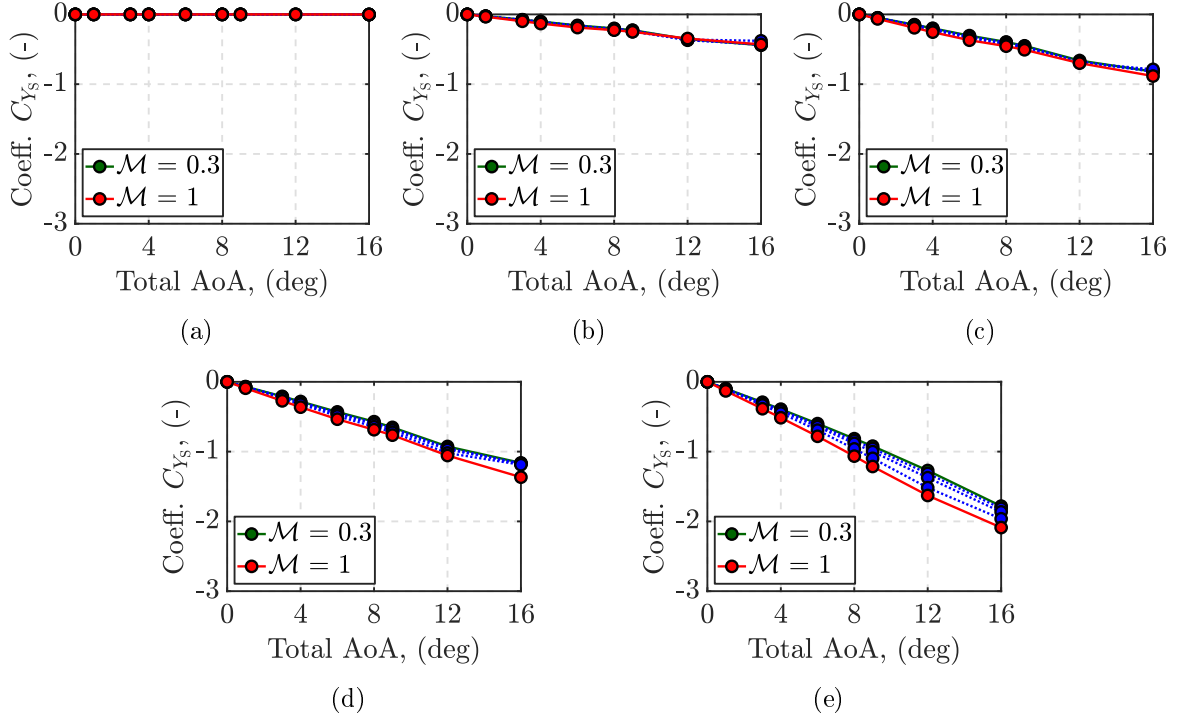 0
-1
-2
-3
Coeff. C_{Y_S}, (-)
M = 0.3
M = 1
0 4 8 12 16
Total AoA, (deg)
(a)
0
-1
-2
-3
Coeff. C_{Y_S}, (-)
M = 0.3
M = 1
0 4 8 12 16
Total AoA, (deg)
(b)
0
-1
-2
-3
Coeff. C_{Y_S}, (-)
M = 0.3
M = 1
0 4 8 12 16
Total AoA, (deg)
(c)
0
-1
-2
-3
Coeff. C_{Y_S}, (-)
M = 0.3
M = 1
0 4 8 12 16
Total AoA, (deg)
(d)
0
-1
-2
-3
Coeff. C_{Y_S}, (-)
M = 0.3
M = 1
0 4 8 12 16
Total AoA, (deg)
(e)